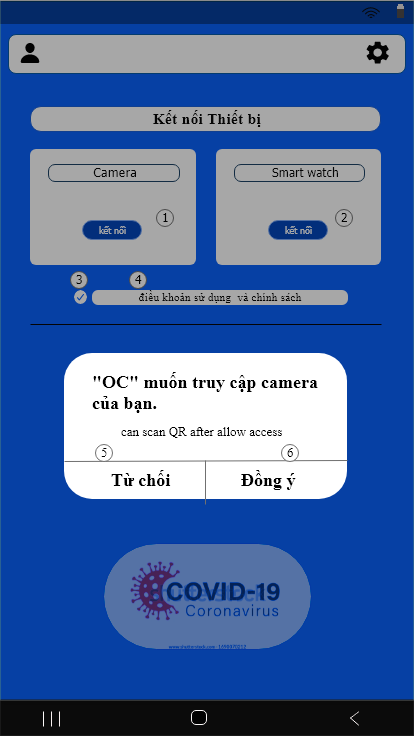 Kết nối Thiết bị
Camera
Smart watch
1
2
kết nối
kết nối
3
4
điều khoản sử dụng và chính sách
"OC" muốn truy cập camera
của bạn.
can scan QR after allow access
5
6
Từ chối
Đồng ý
COVID-19
Coronavirus